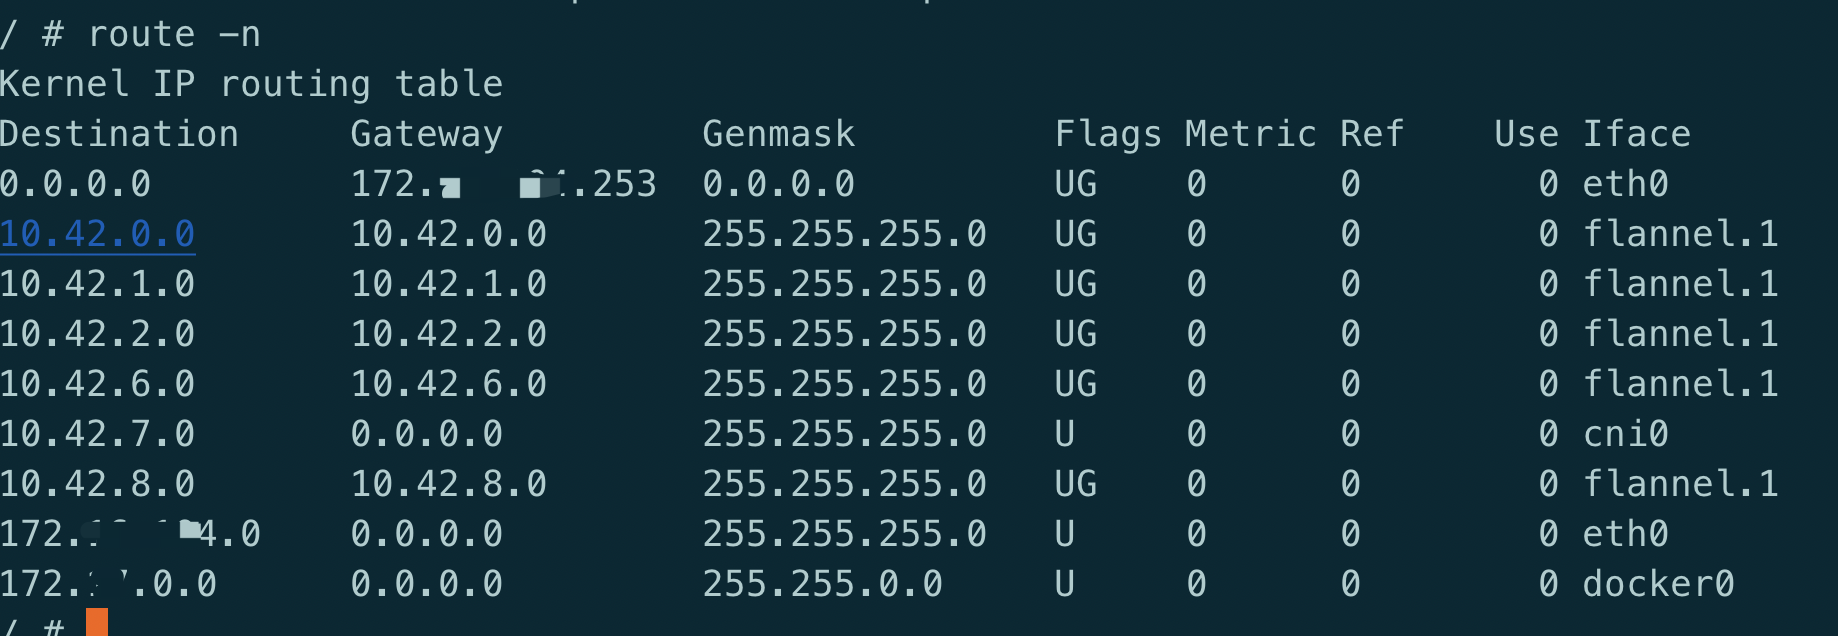 / # route -n
Kernel IP routing table
Destination Gateway Genmask Flags Metric Ref Use Iface
0.0.0.0 172. .253 0.0.0.0 UG 0 0 0 eth0
10.42.0.0 10.42.0.0 255.255.255.0 UG 0 0 0 flannel.1
10.42.1.0 10.42.1.0 255.255.255.0 UG 0 0 0 flannel.1
10.42.2.0 10.42.2.0 255.255.255.0 UG 0 0 0 flannel.1
10.42.6.0 10.42.6.0 255.255.255.0 UG 0 0 0 flannel.1
10.42.7.0 0.0.0.0 255.255.255.0 U 0 0 0 cni0
10.42.8.0 10.42.8.0 255.255.255.0 UG 0 0 0 flannel.1
172. 4.0 0.0.0.0 255.255.255.0 U 0 0 0 eth0
172. .0.0 0.0.0.0 255.255.0.0 U 0 0 0 docker0
/ #